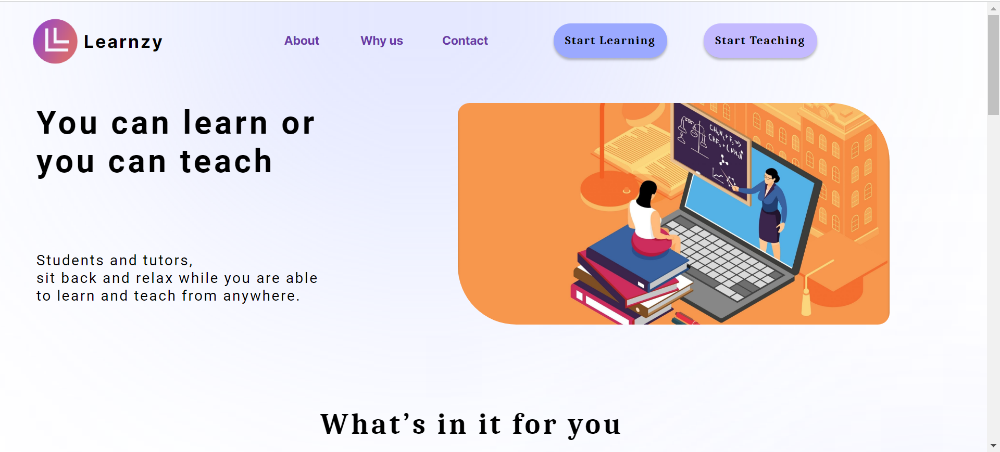 Learnzy
About
Why us
Contact
Start Learning
Start Teaching
You can learn or
you can teach
Students and tutors,
sit back and relax while you are able
to learn and teach from anywhere.
What’s in it for you